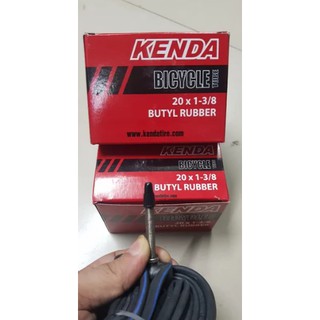 KENDA
BICYCLE TUBE
20 x 1-3/8
BUTYL RUBBER
www.kendatire.com
KENDA
BICYCLE
20 x 1-3/8
BUTYL RUBBER